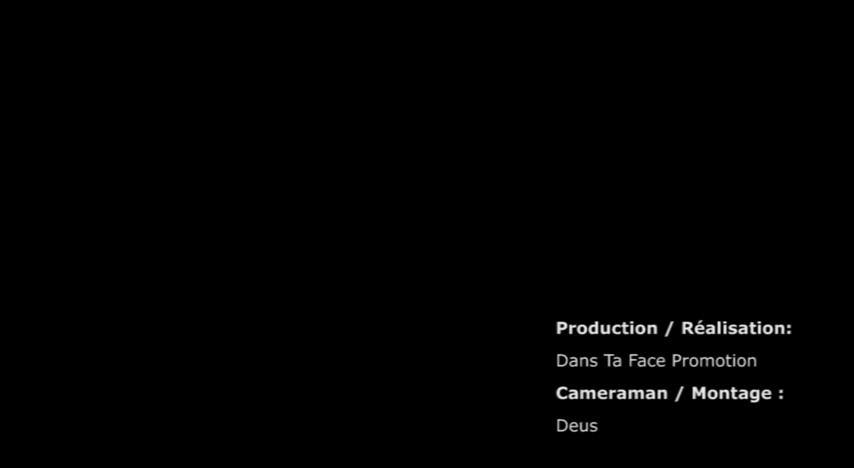 Production / Réalisation:
Dans Ta Face Promotion
Cameraman / Montage :
Deus